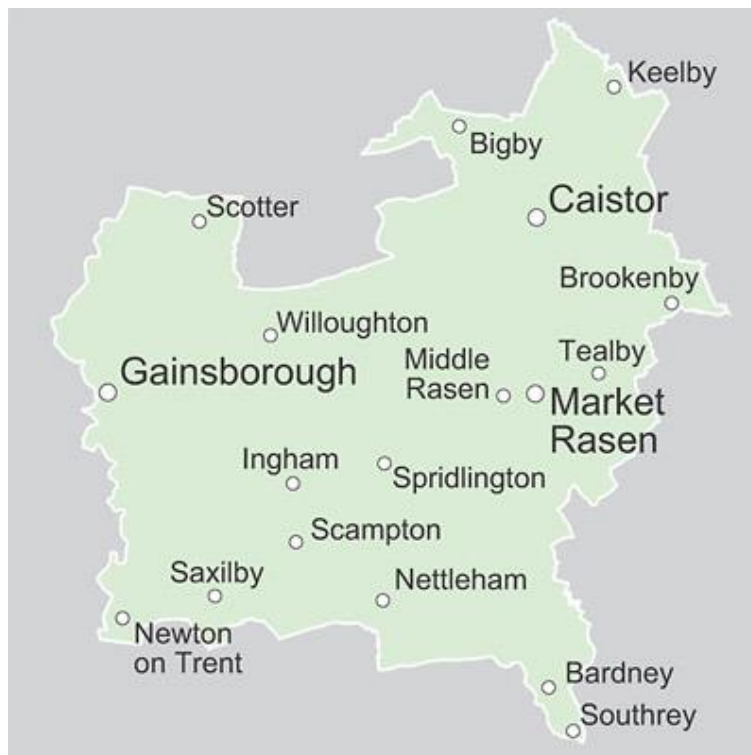 Keelby
Bigby
Caistor
Scotter
Brookenby
Willoughton
Tealby
Middle
Rasen
Gainsborough
Market
Rasen
Ingham
Spridlington
Scampton
Saxilby
Nettleham
Newton
on Trent
Bardney
Southrey